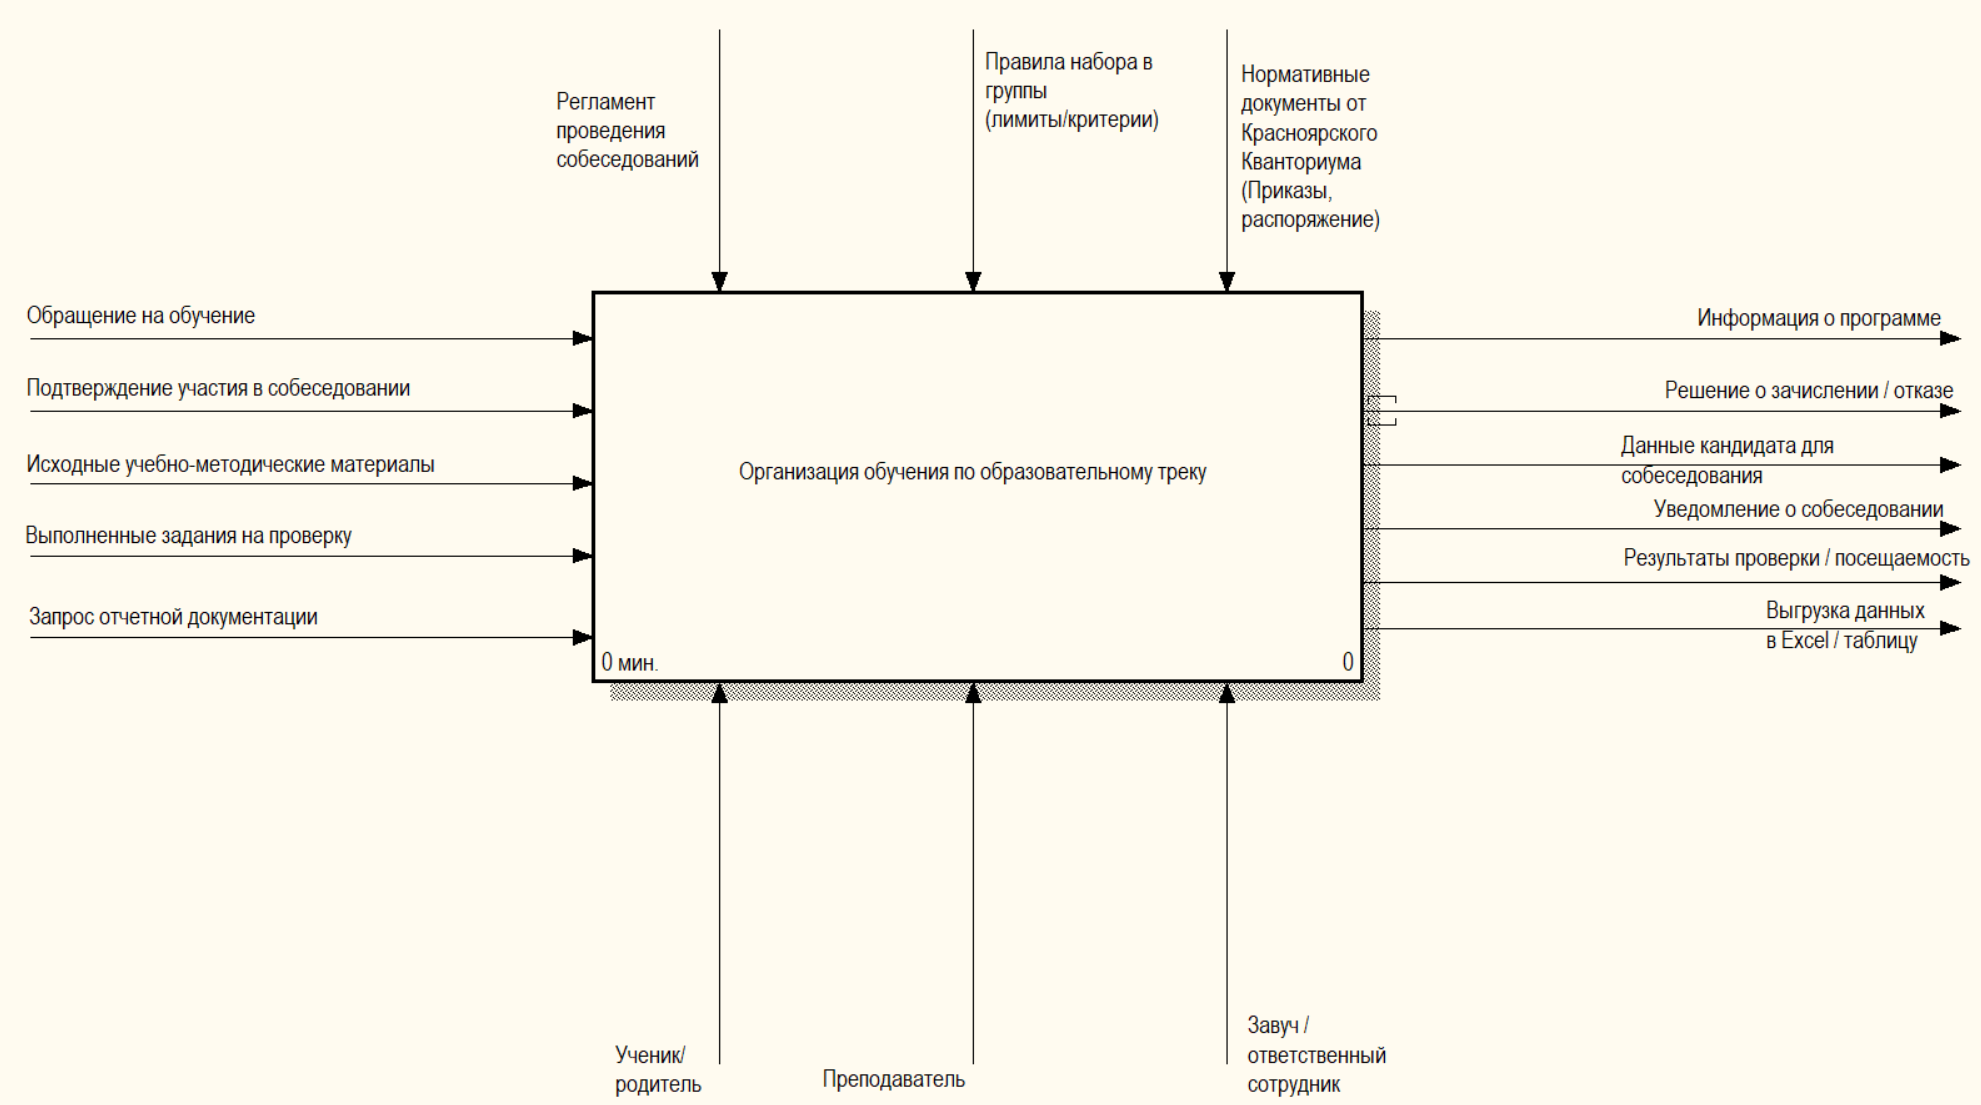 Регламент
проведения
собеседований
Правила набора в
группы
(лимиты/критерии)
Нормативные
документы от
Красноярского
Кванториума
(Приказы,
распоряжение)
Обращение на обучение
Подтверждение участия в собеседовании
Исходные учебно-методические материалы
Выполненные задания на проверку
Запрос отчетной документации
Организация обучения по образовательному треку
0 мин.
0
Информация о программе
Решение о зачислении / отказе
Данные кандидата для
собеседования
Уведомление о собеседовании
Результаты проверки / посещаемость
Выгрузка данных
в Excel / таблицу
Ученик/
родитель
Преподаватель
Завуч /
ответственный
сотрудник